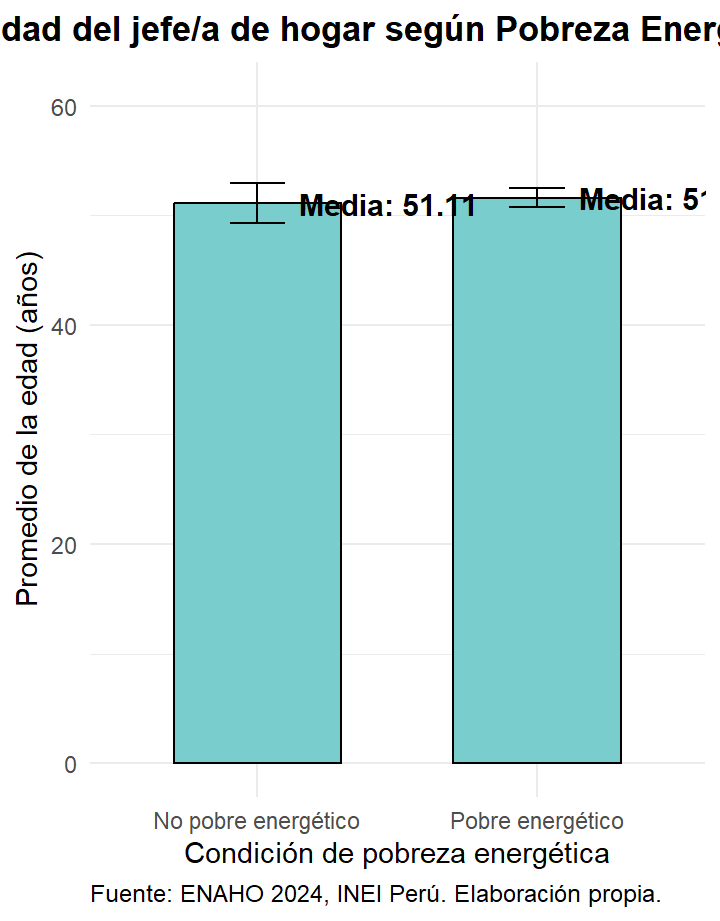 dad del jefe/a de hogar según Pobreza Energ
60
Media: 51.11
Media: 51
40
20
0
Promedio de la edad (años)
No pobre energético
Pobre energético
Condición de pobreza energética
Fuente: ENAHO 2024, INEI Perú. Elaboración propia.